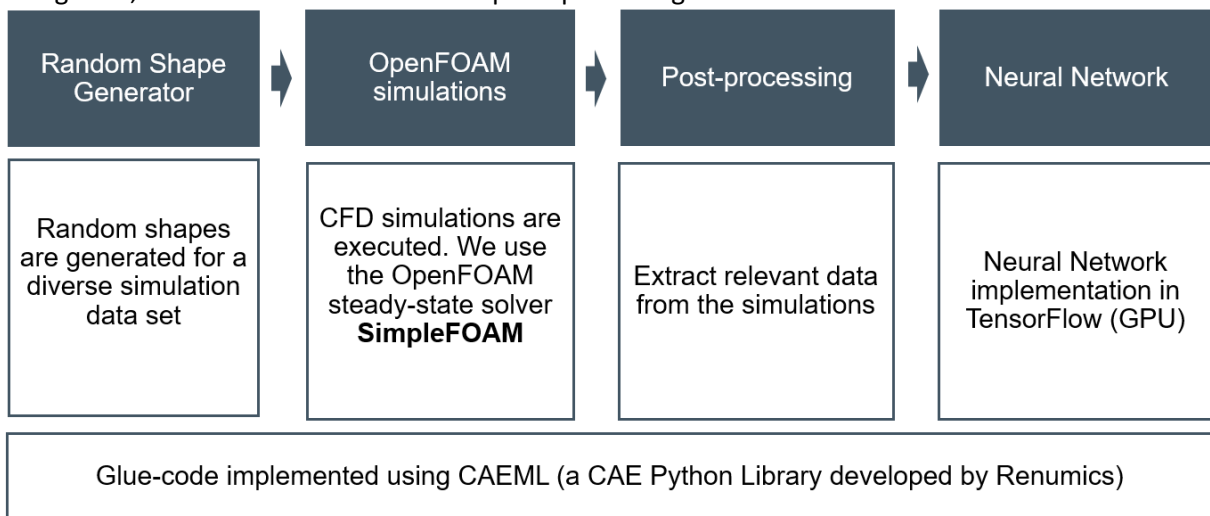 Random Shape
Generator
OpenFOAM
simulations
Post-processing
Neural Network
Random shapes
are generated for a
diverse simulation
data set
CFD simulations are
executed. We use
the OpenFOAM
steady-state solver
SimpleFOAM
Extract relevant data
from the simulations
Neural Network
implementation in
TensorFlow (GPU)
Glue-code implemented using CAEML (a CAE Python Library developed by Renumics)